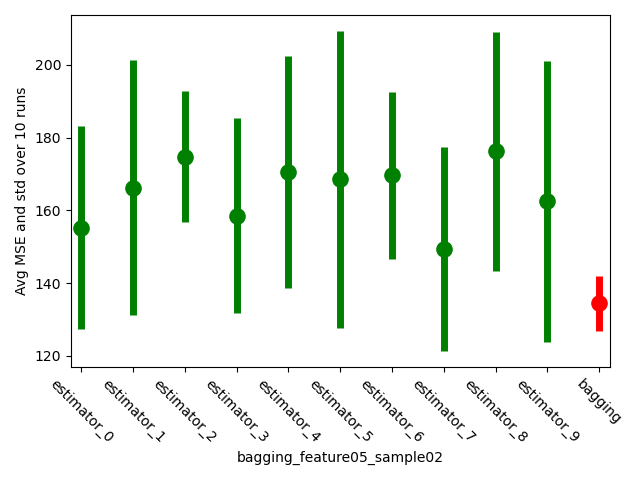 Avg MSE and std over 10 runs
200
180
160
140
120
estimator_0
estimator_1
estimator_2
estimator_3
estimator_4
estimator_5
estimator_6
estimator_7
estimator_8
estimator_9
bagging
bagging_feature05_sample02